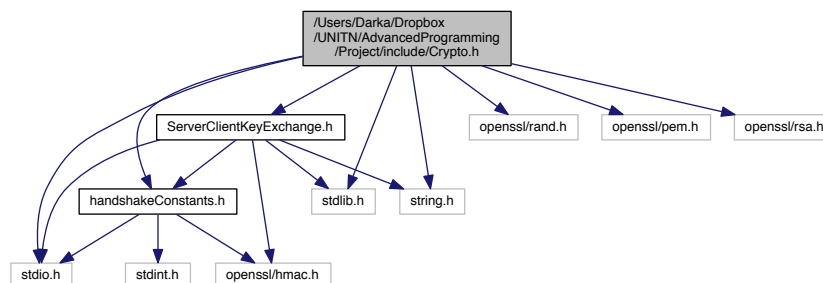 /Users/Darka/Dropbox
/UNITN/AdvancedProgramming
/Project/include/Crypto.h
ServerClientKeyExchange.h
openssl/rand.h
openssl/pem.h
openssl/rsa.h
handshakeConstants.h
stdlib.h
string.h
stdio.h
stdint.h
openssl/hmac.h